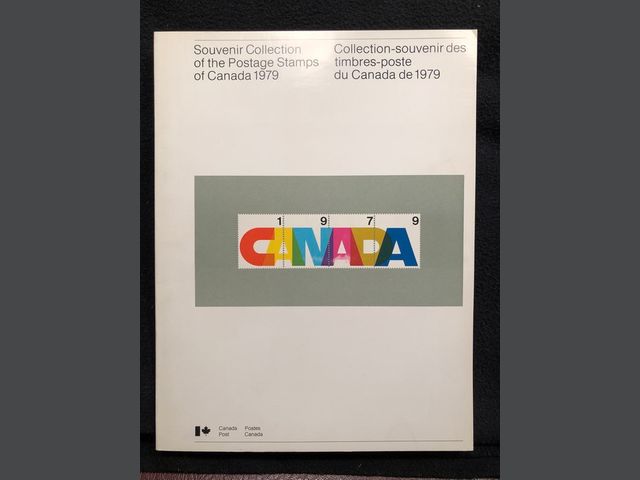 Souvenir Collection
of the Postage Stamps
of Canada 1979
Collection-souvenir des
timbres-poste
du Canada de 1979
1 9 7 9
CANADA
Canada
Post
Postes
Canada